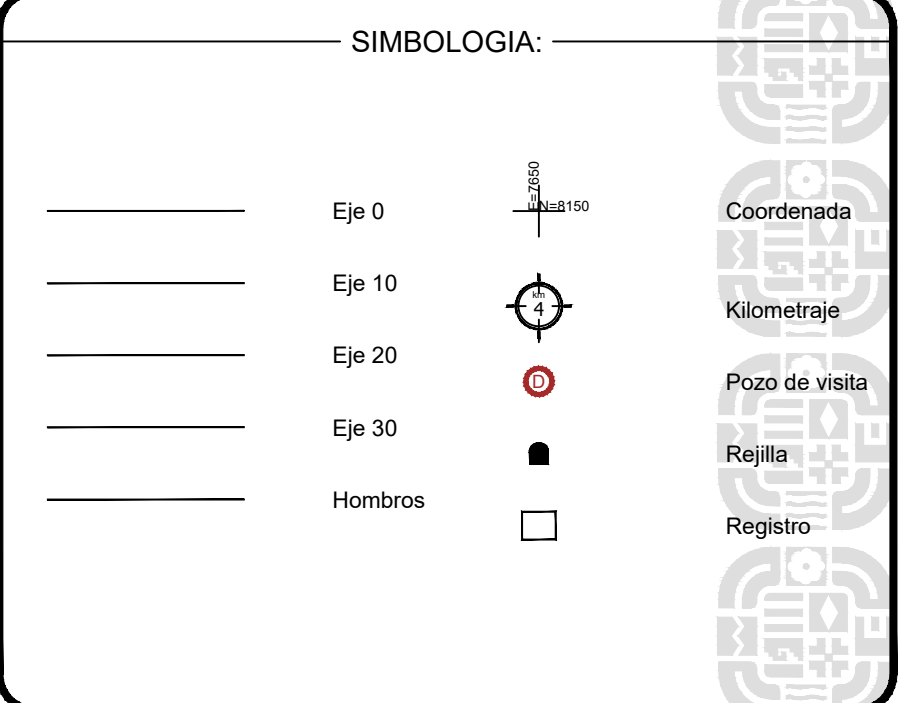 SIMBOLOGIA:
Eje 0
E=7650
N=8150
Coordenada
Eje 10
km
4
Kilometraje
Eje 20
D
Pozo de visita
Eje 30
Rejilla
Hombros
Registro